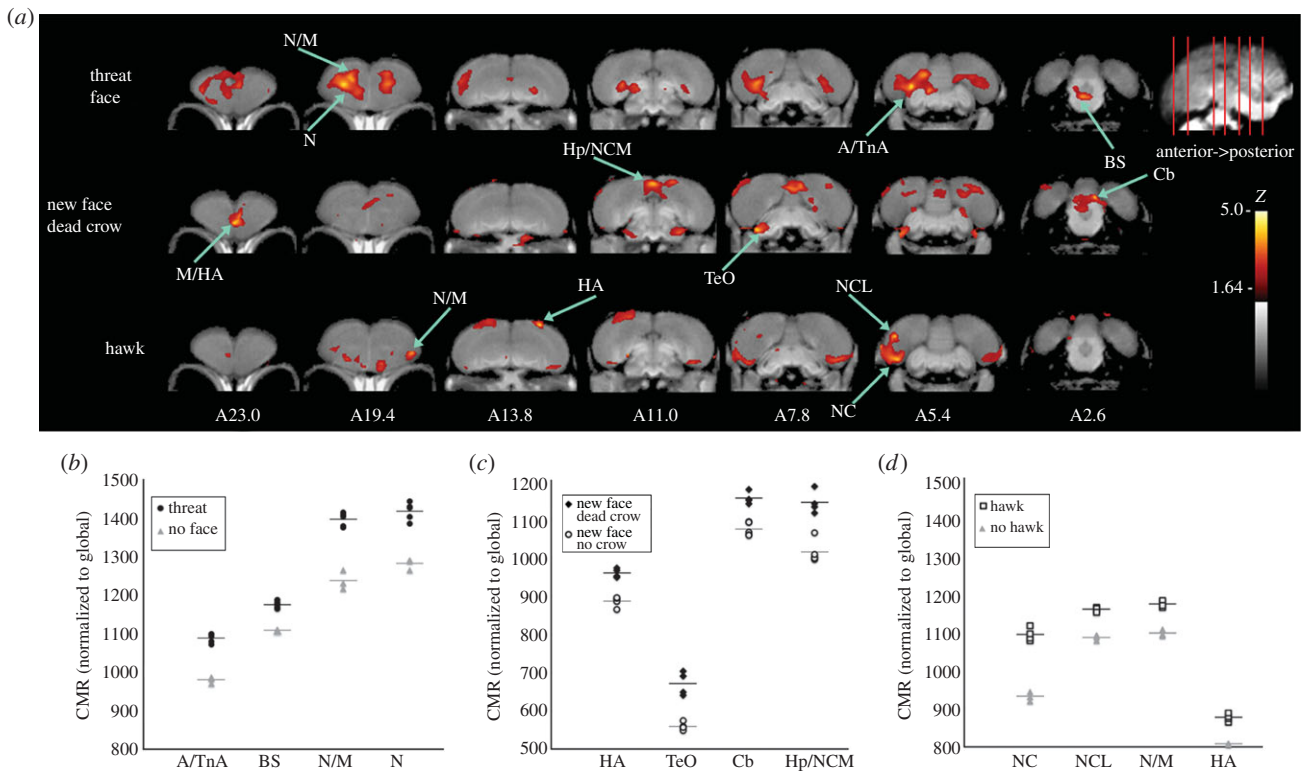 (a)
N/M
threat
face
N
A/TnA
BS
anterior->posterior
Hp/NCM
Cb
new face
dead crow
M/HA
TeO
Z
5.0
1.64
N/M
HA
NCL
hawk
NC
A23.0 A19.4 A13.8 A11.0 A7.8 A5.4 A2.6
(b)
CMR (normalized to global)
1500
1400
1300
1200
1100
1000
900
800
threat
no face
A/TnA BS N/M N
(c)
CMR (normalized to global)
1200
1100
1000
900
800
700
600
500
new face
dead crow
new face
no crow
HA TeO Cb Hp/NCM
(d)
CMR (normalized to global)
1500
1400
1300
1200
1100
1000
900
800
hawk
no hawk
NC NCL N/M HA